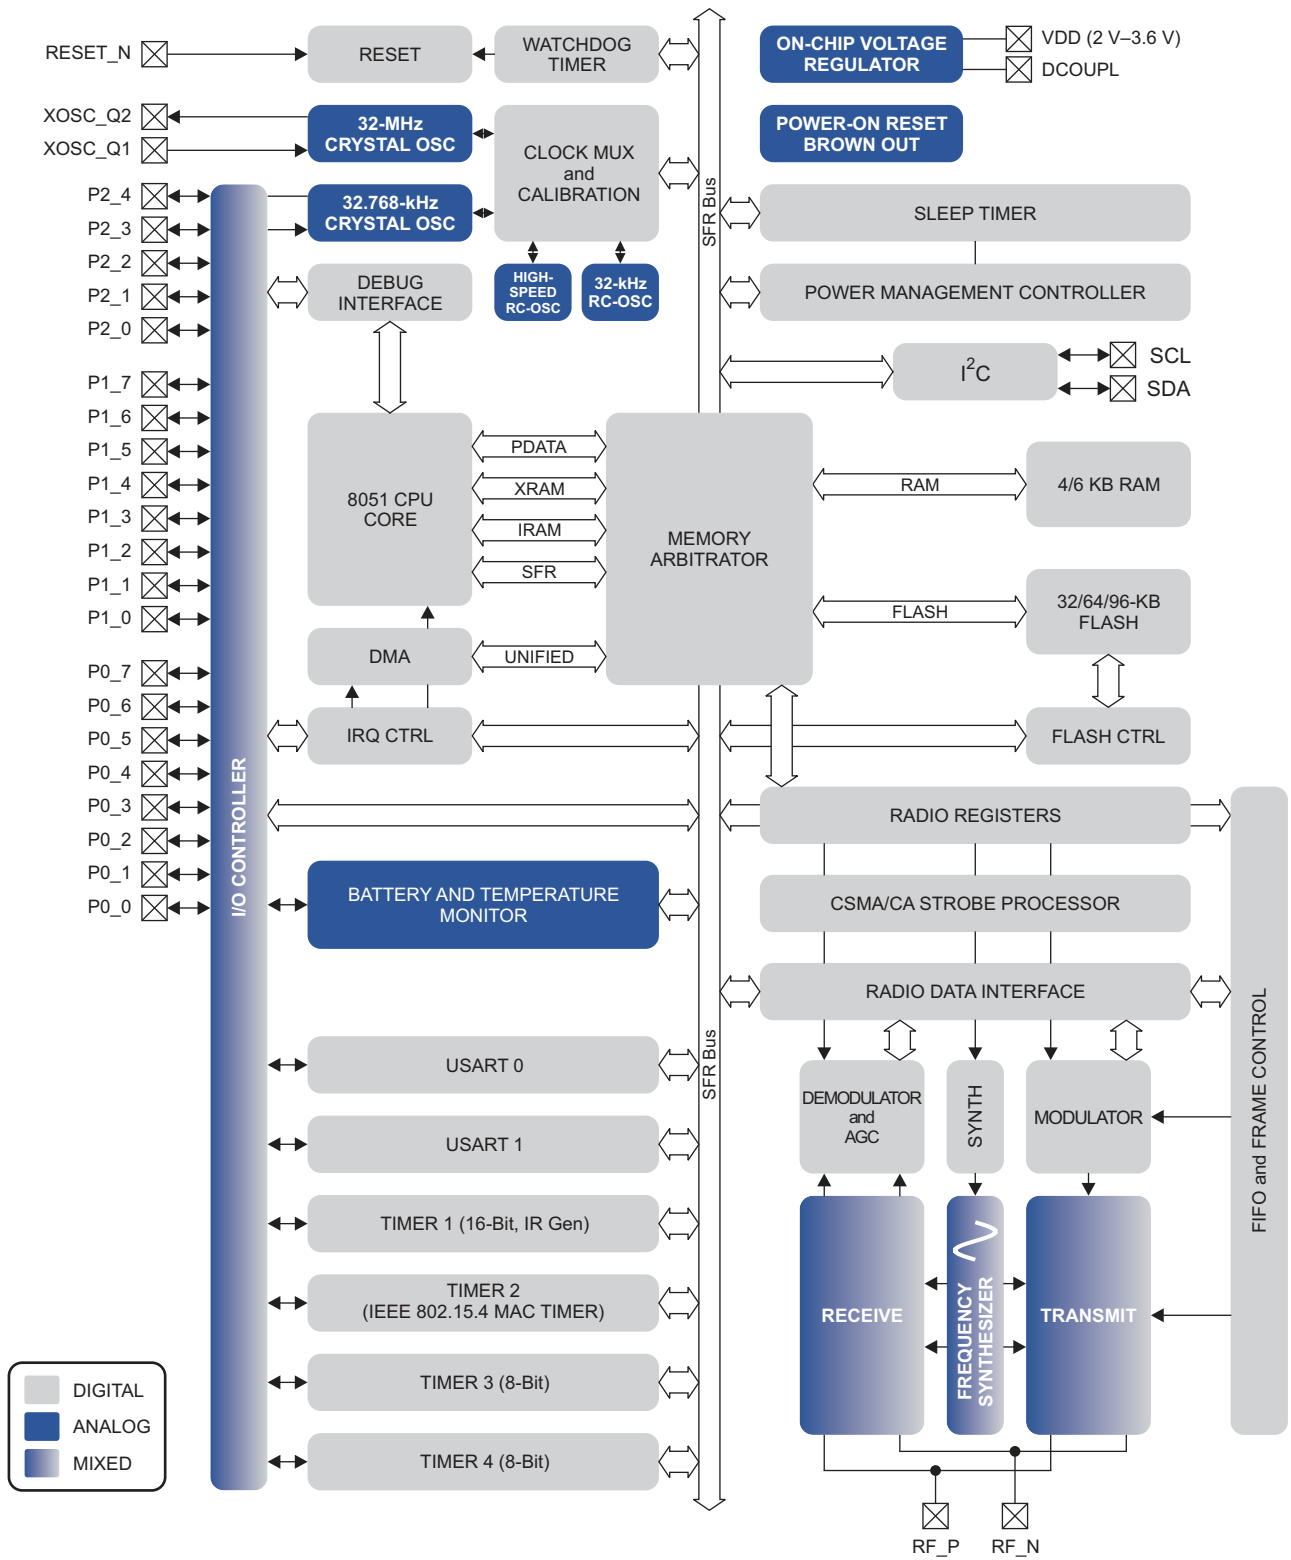 RESET_N
RESET
WATCHDOG
TIMER
ON-CHIP VOLTAGE
REGULATOR
VDD (2 V–3.6 V)
DCOUPL
XOSC_Q2
XOSC_Q1
32-MHz
CRYSTAL OSC
CLOCK MUX
and
CALIBRATION
POWER-ON RESET
BROWN OUT
SFR Bus
P2_4
P2_3
P2_2
P2_1
P2_0
32.768-kHz
CRYSTAL OSC
SLEEP TIMER
HIGH-
SPEED
RC-OSC
32-kHz
RC-OSC
DEBUG
INTERFACE
POWER MANAGEMENT CONTROLLER
I2C
SCL
SDA
P1_7
P1_6
P1_5
P1_4
P1_3
P1_2
P1_1
P1_0
8051 CPU
CORE
PDATA
XRAM
IRAM
SFR
MEMORY
ARBITRATOR
RAM
4/6 KB RAM
FLASH
32/64/96-KB
FLASH
DMA
UNIFIED
P0_7
P0_6
P0_5
P0_4
P0_3
P0_2
P0_1
P0_0
IRQ CTRL
FLASH CTRL
I/O CONTROLLER
RADIO REGISTERS
BATTERY AND TEMPERATURE
MONITOR
CSMA/CA STROBE PROCESSOR
RADIO DATA INTERFACE
FIFO and FRAME CONTROL
SFR Bus
USART 0
USART 1
TIMER 1 (16-Bit, IR Gen)
TIMER 2
(IEEE 802.15.4 MAC TIMER)
TIMER 3 (8-Bit)
TIMER 4 (8-Bit)
DEMODULATOR
and
AGC
SYNTH
MODULATOR
RECEIVE
FREQUENCY
SYNTHESIZER
TRANSMIT
DIGITAL
ANALOG
MIXED
RF_P
RF_N